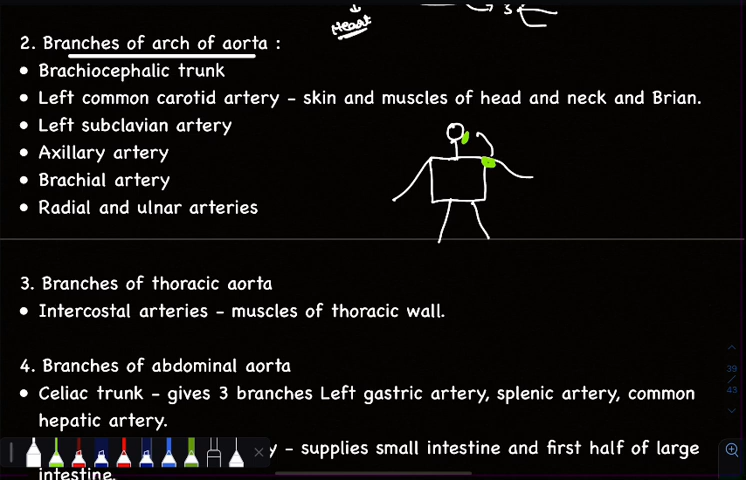 Heart
S
2. Branches of arch of aorta :
• Brachiocephalic trunk
• Left common carotid artery - skin and muscles of head and neck and Brian.
• Left subclavian artery
• Axillary artery
• Brachial artery
• Radial and ulnar arteries
3. Branches of thoracic aorta
• Intercostal arteries - muscles of thoracic wall.
4. Branches of abdominal aorta
• Celiac trunk - gives 3 branches Left gastric artery, splenic artery, common
hepatic artery.
y - supplies small intestine and first half of large
intestine.
39
/
43